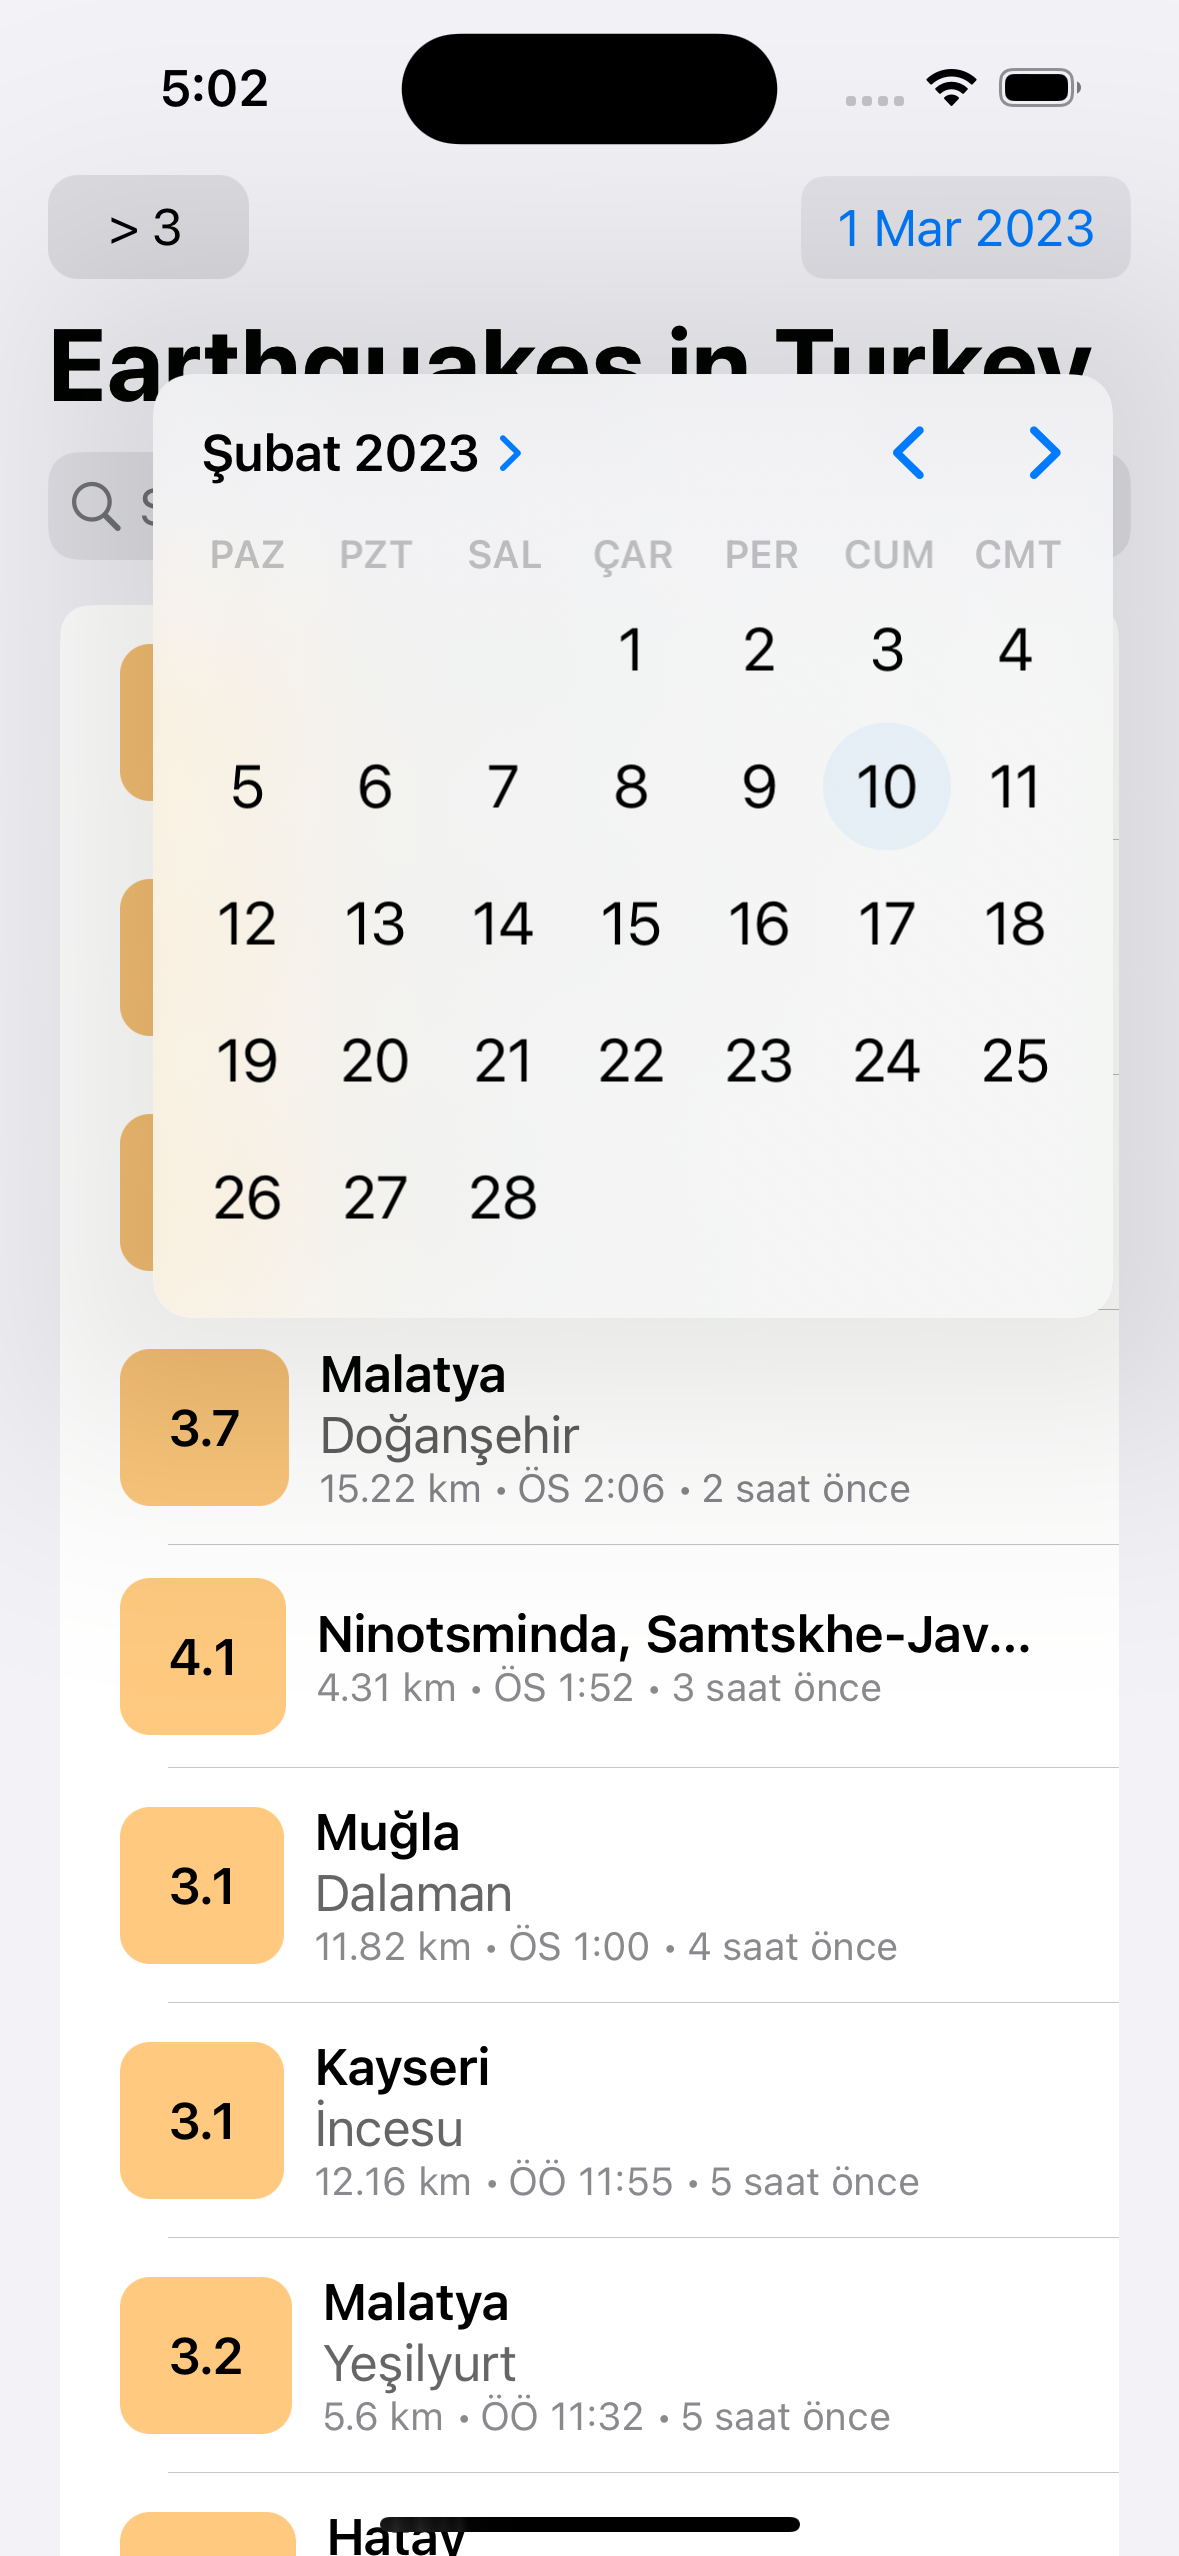 5:02
> 3
1 Mar 2023
Earthquakes in Turkey
Şubat 2023
PAZ PZT SAL ÇAR PER CUM CMT
1 2 3 4
5 6 7 8 9 10 11
12 13 14 15 16 17 18
19 20 21 22 23 24 25
26 27 28
3.7
Malatya
Doğanşehir
15.22 km • ÖS 2:06 • 2 saat önce
4.1
Ninotsminda, Samtskhe-Jav...
4.31 km • ÖS 1:52 • 3 saat önce
3.1
Muğla
Dalaman
11.82 km • ÖS 1:00 • 4 saat önce
3.1
Kayseri
İncesu
12.16 km • ÖÖ 11:55 • 5 saat önce
3.2
Malatya
Yeşilyurt
5.6 km • ÖÖ 11:32 • 5 saat önce
Hatay